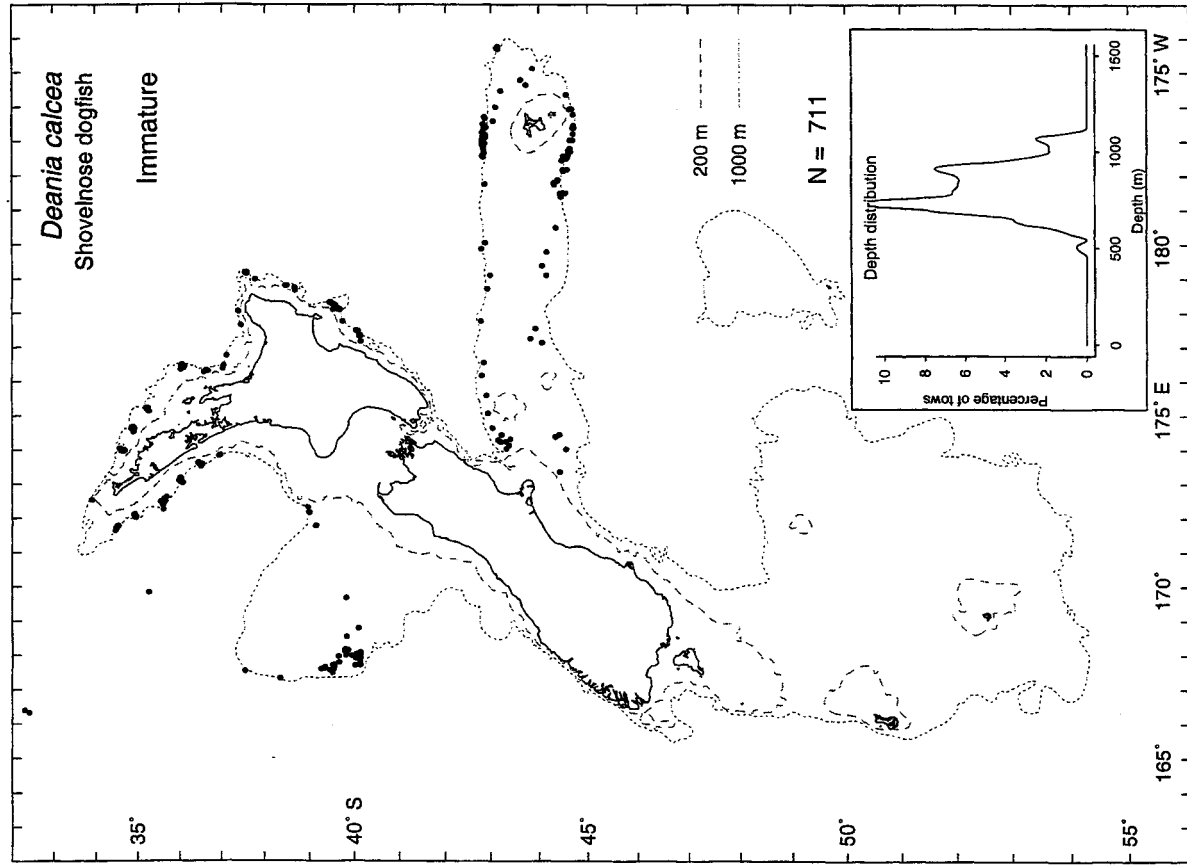 Deania calcea
Shovelnose dogfish
Immature
200 m
1000 m
N = 711
Depth distribution
Percentage of tows
10
8
6
4
2
0
0
500
1000
1600
Depth (m)
35°
40° S
45°
50°
55°
165°
170°
175° E
180°
175° W